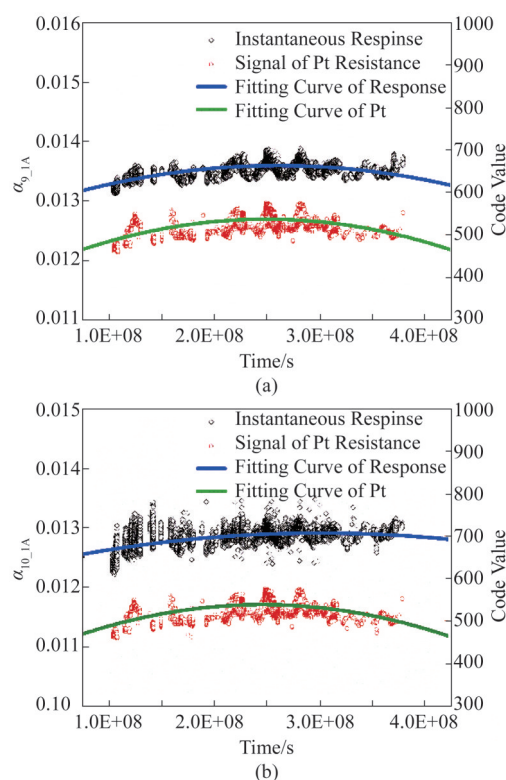 0.016
0.015
0.014
0.013
0.012
0.011
α9_1A
1000
900
800
700
600
500
400
300
Code Value
Instantaneous Respinse
Signal of Pt Resistance
Fitting Curve of Response
Fitting Curve of Pt
1.0E+08 2.0E+08 3.0E+08 4.0E+08
Time/s
(a)
0.015
0.014
0.013
0.012
0.011
0.10
α10_1A
1000
900
800
700
600
500
400
300
Code Value
Instantaneous Respinse
Signal of Pt Resistance
Fitting Curve of Response
Fitting Curve of Pt
1.0E+08 2.0E+08 3.0E+08 4.0E+08
Time/s
(b)